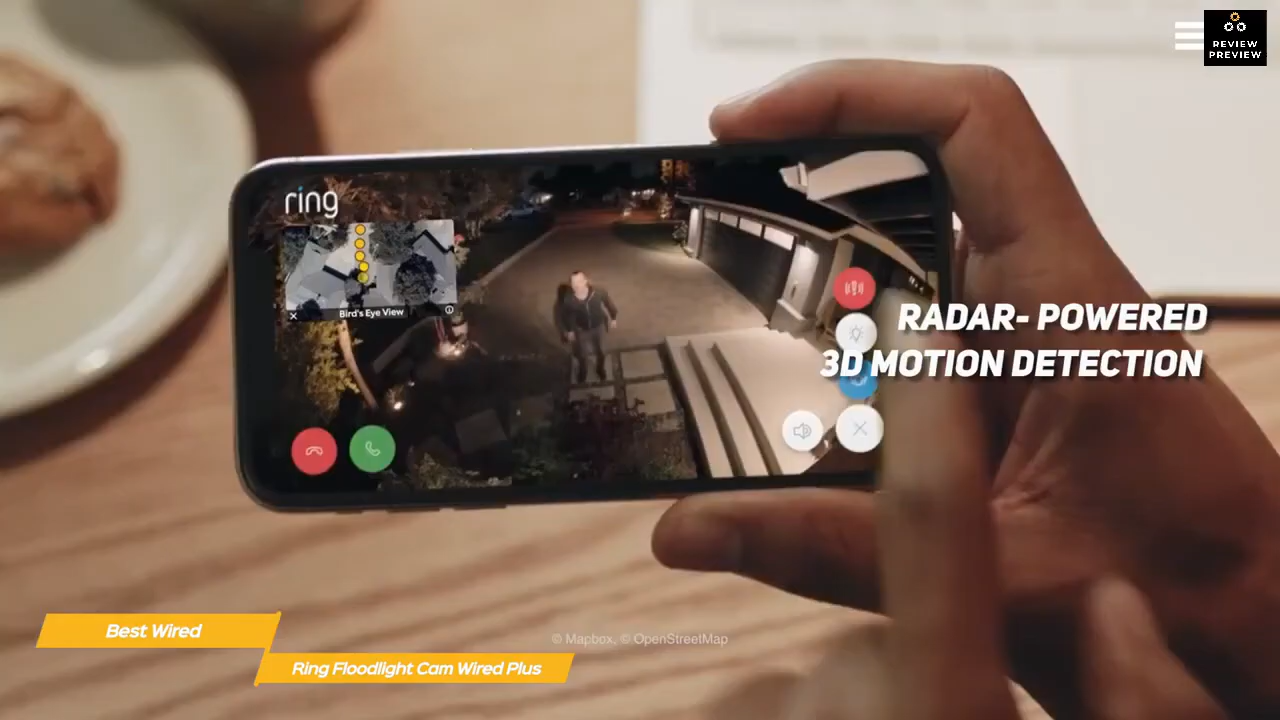 REVIEW
PREVIEW
ring
Bird's Eye View
RADAR- POWERED
3D MOTION DETECTION
Best Wired
© Mapbox, © OpenStreetMap
Ring Floodlight Cam Wired Plus